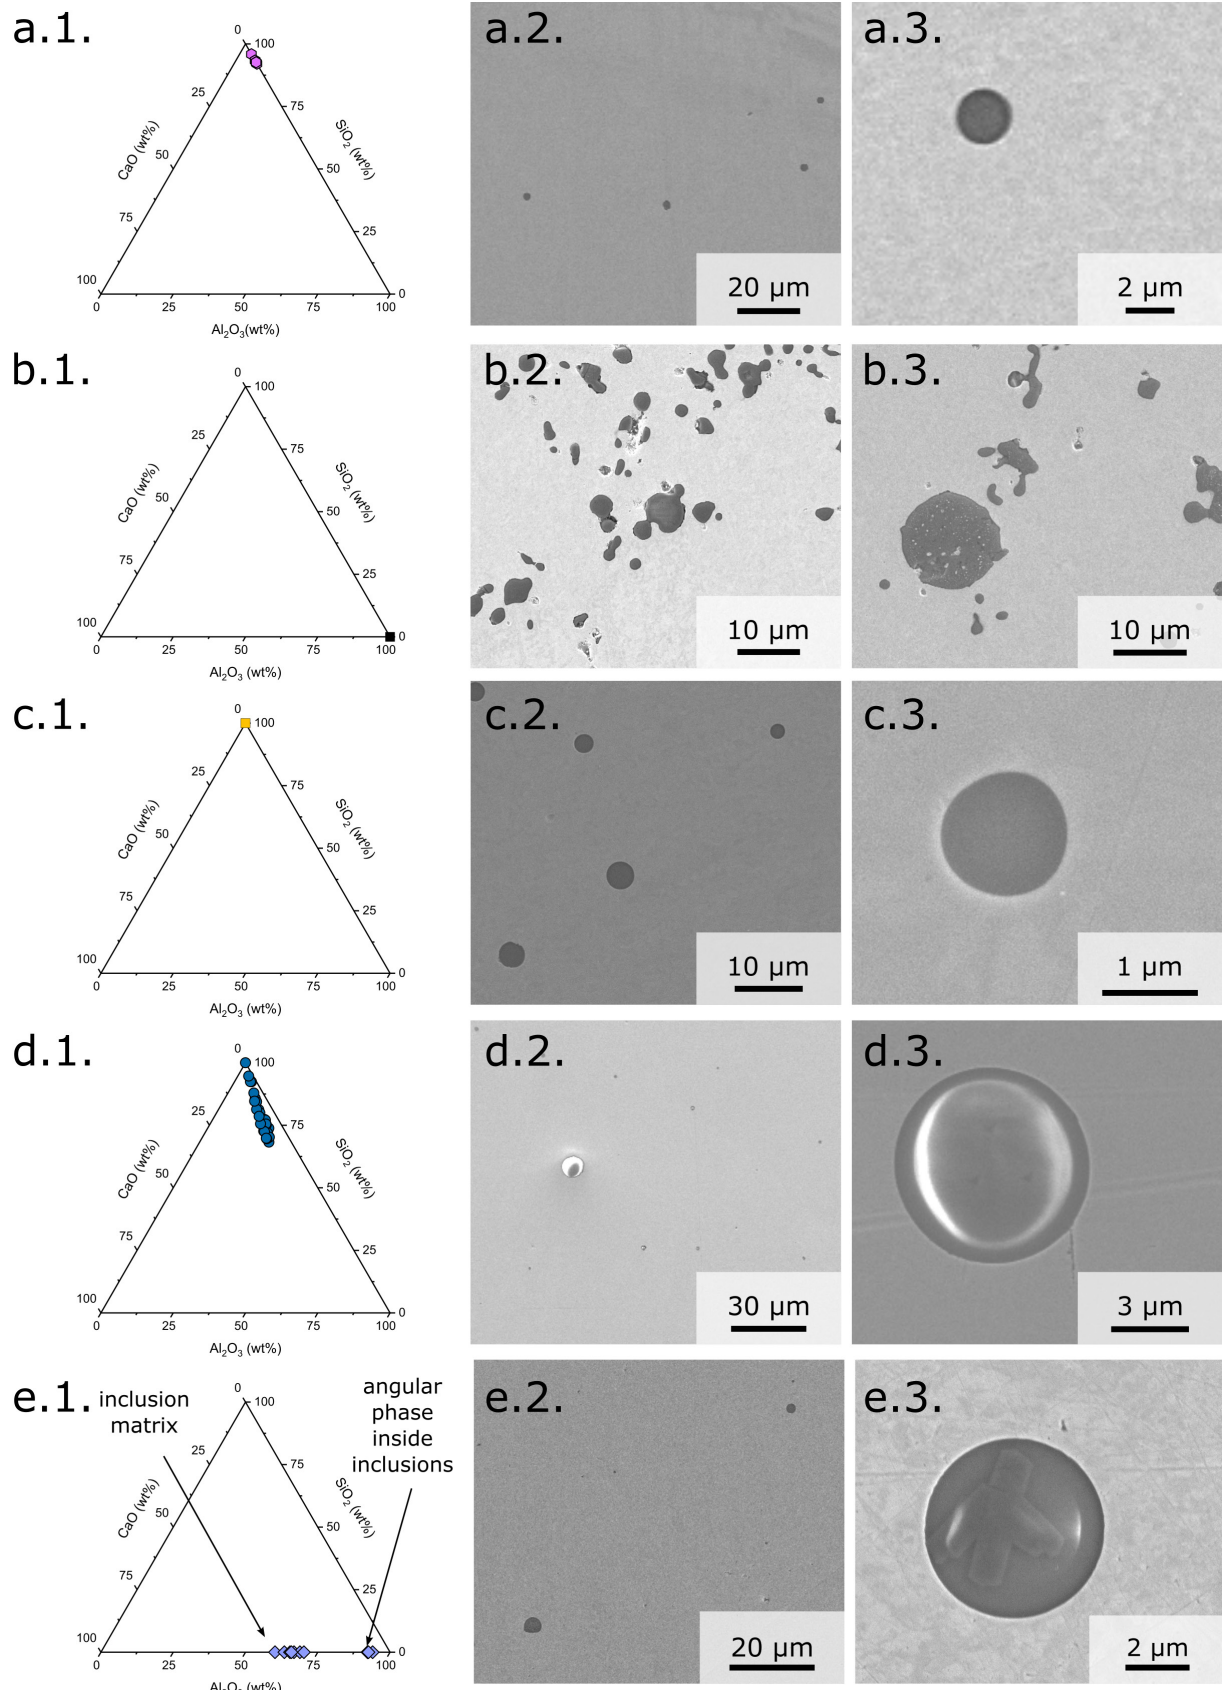 a.1.
a.2.
a.3.
0
100
25
75
CaO (wt%)
SiO₂ (wt%)
50
50
75
25
100
0
0
25
50
75
100
Al₂O₃(wt%)
20 μm
2 μm
b.1.
b.2.
b.3.
0
100
25
75
CaO (wt%)
SiO₂ (wt%)
50
50
75
25
100
0
0
25
50
75
100
Al₂O₃ (wt%)
10 μm
10 μm
c.1.
c.2.
c.3.
0
100
25
75
CaO (wt%)
SiO₂ (wt%)
50
50
75
25
100
0
0
25
50
75
100
Al₂O₃ (wt%)
10 μm
1 μm
d.1.
d.2.
d.3.
0
100
25
75
CaO (wt%)
SiO₂ (wt%)
50
50
75
25
100
0
0
25
50
75
100
Al₂O₃ (wt%)
30 μm
3 μm
e.1.
e.2.
e.3.
inclusion
matrix
angular
phase
inside
inclusions
0
100
25
75
CaO (wt%)
SiO₂ (wt%)
50
50
75
25
100
0
0
25
50
75
100
Al₂O₃ (wt%)
20 μm
2 μm